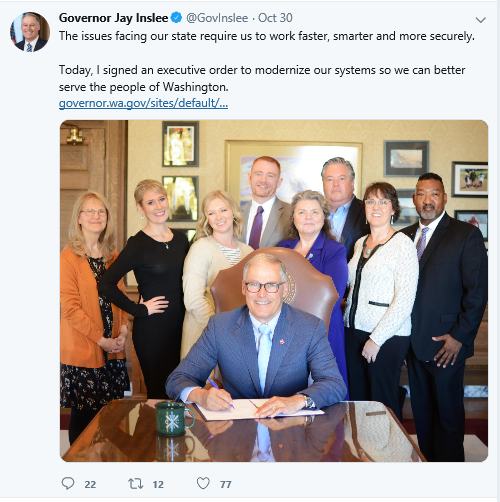 Governor Jay Inslee @GovInslee · Oct 30
The issues facing our state require us to work faster, smarter and more securely.
Today, I signed an executive order to modernize our systems so we can better
serve the people of Washington.
governor.wa.gov/sites/default/...
22 12 77